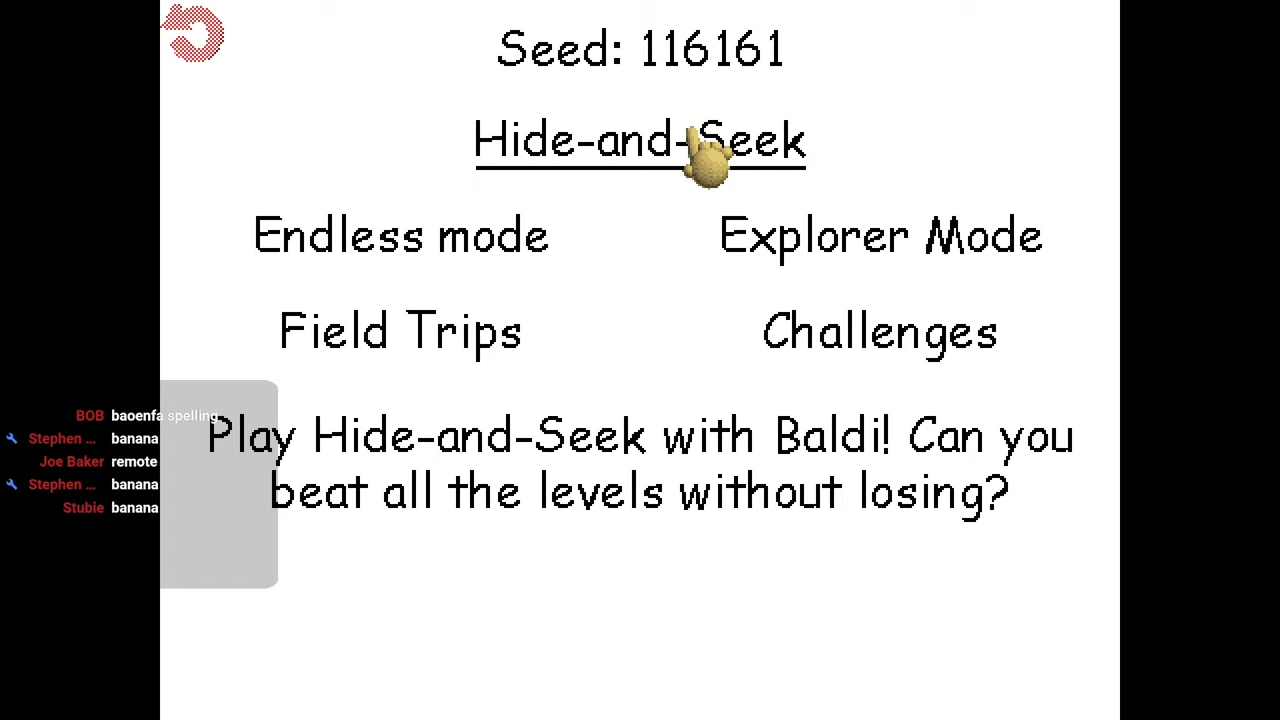 Seed: 116161
Hide-and-Seek
Endless mode
Explorer Mode
Field Trips
Challenges
BOB baoenfa spelling
Stephen ... banana
Joe Baker remote
Stephen ... banana
Stubie banana
Play Hide-and-Seek with Baldi! Can you
beat all the levels without losing?